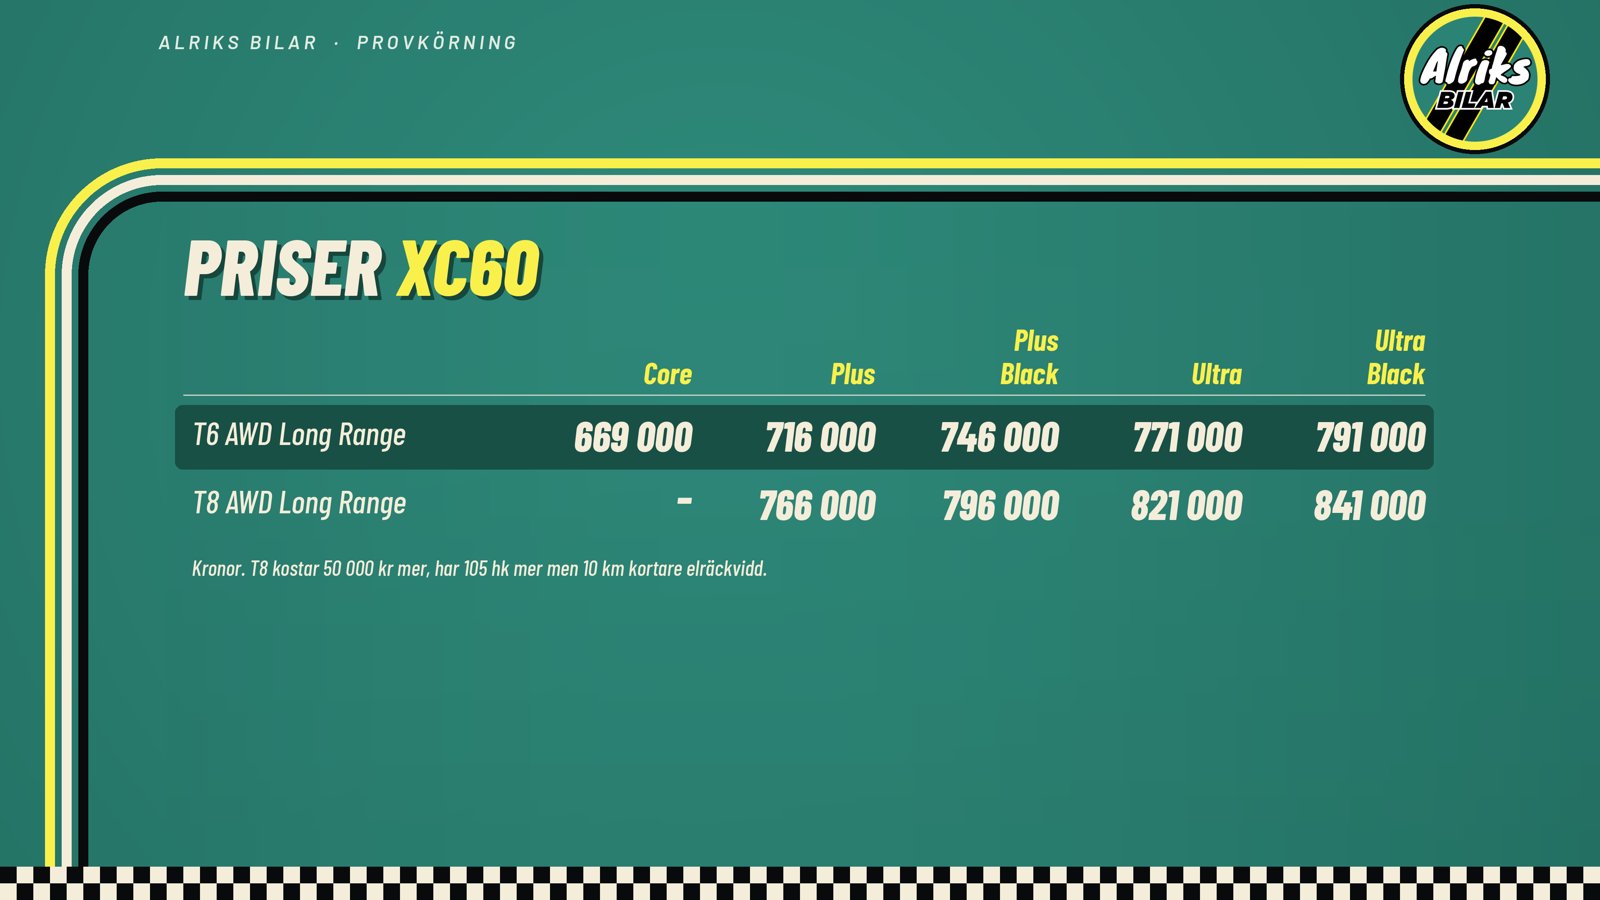 ALRIKS BILAR · PROVKÖRNING
Alriks
BILAR
PRISER XC60
Core Plus Plus Black Ultra Ultra Black
T6 AWD Long Range 669 000 716 000 746 000 771 000 791 000
T8 AWD Long Range – 766 000 796 000 821 000 841 000
Kronor. T8 kostar 50 000 kr mer, har 105 hk mer men 10 km kortare elräckvidd.